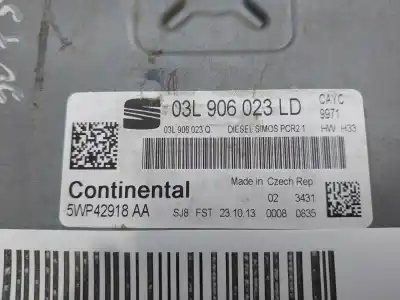 03L 906 023 LD
CAYC
9971
03L 906 023 Q DIESEL SIMOS PCR2.1 HW H33
Continental
5WP42918 AA
Made in Czech Rep
02 3431
SJ8 FST 23.10.13 0008 0835